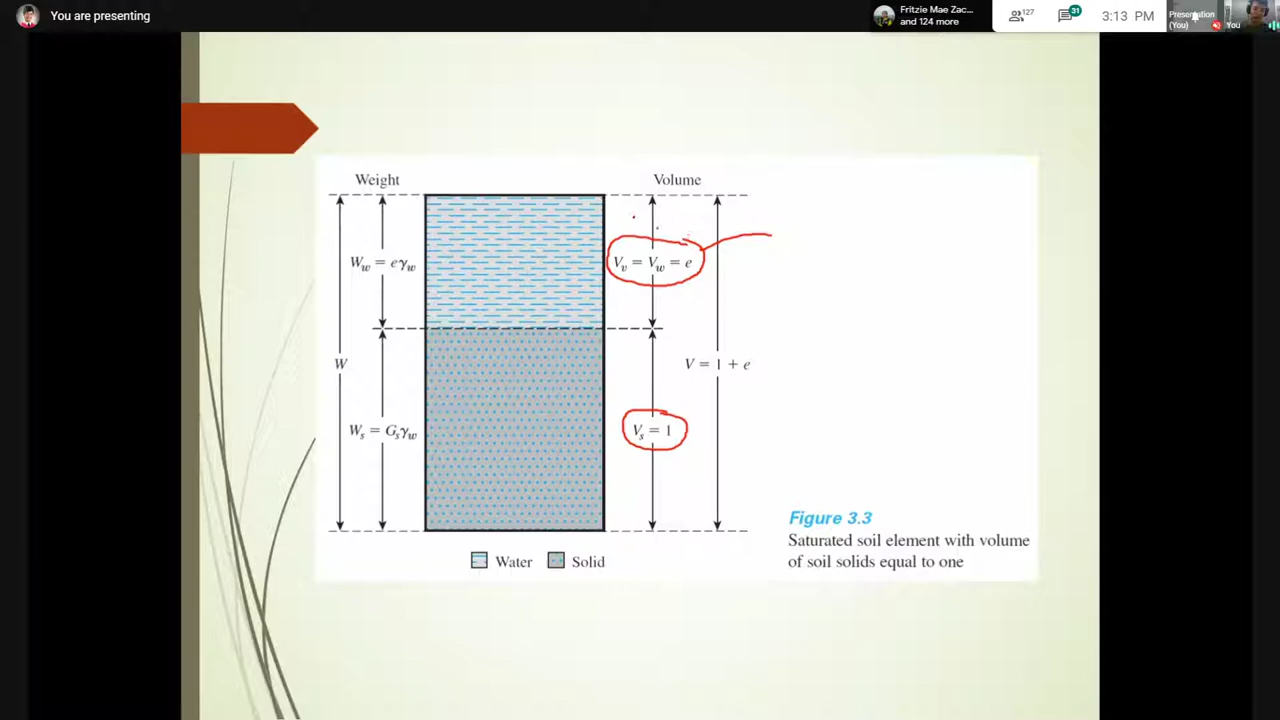 You are presenting
Fritzie Mae Zac...
and 124 more
127
31
3:13 PM
Presentation
(You)
You
Weight
Volume
W_w = eγ_w
V_v = V_w = e
W
V = 1 + e
W_s = G_sγ_w
V_s = 1
Water
Solid
Figure 3.3
Saturated soil element with volume
of soil solids equal to one